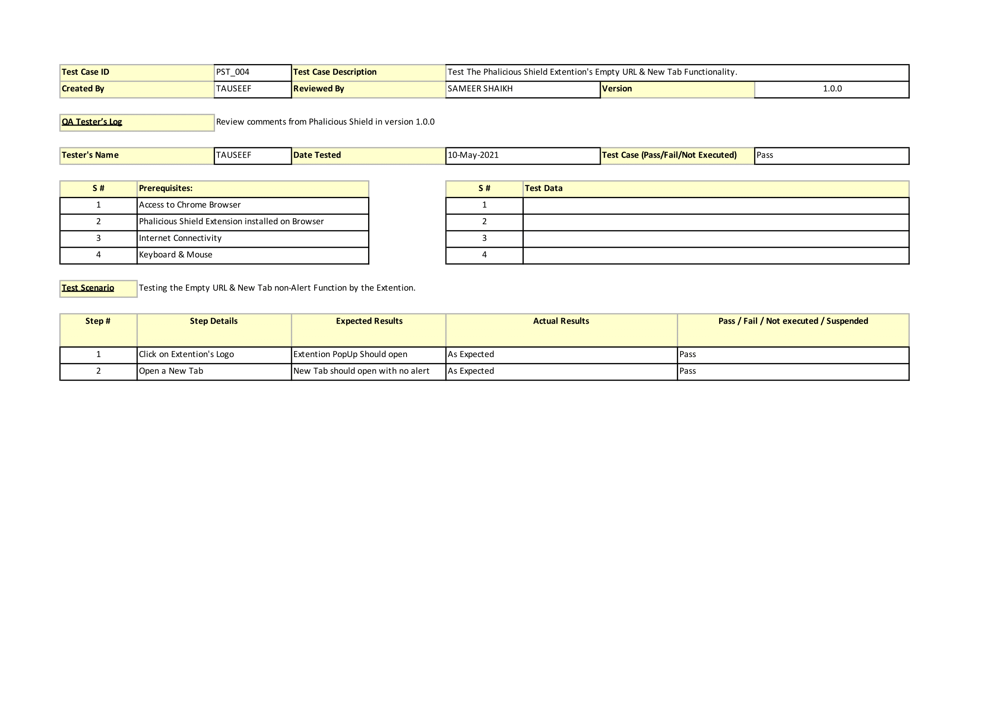 Test Case ID PST_004 Test Case Description Test The Phalicious Shield Extention's Empty URL & New Tab Functionality.
Created By TAUSEEF Reviewed By SAMEER SHAIKH Version 1.0.0
QA Tester’s Log Review comments from Phalicious Shield in version 1.0.0
Tester's Name TAUSEEF Date Tested 10-May-2021 Test Case (Pass/Fail/Not Executed) Pass
S # Prerequisites: S # Test Data
1 Access to Chrome Browser 1
2 Phalicious Shield Extension installed on Browser 2
3 Internet Connectivity 3
4 Keyboard & Mouse 4
Test Scenario Testing the Empty URL & New Tab non-Alert Function by the Extention.
Step # Step Details Expected Results Actual Results Pass / Fail / Not executed / Suspended
1 Click on Extention's Logo Extention PopUp Should open As Expected Pass
2 Open a New Tab New Tab should open with no alert As Expected Pass